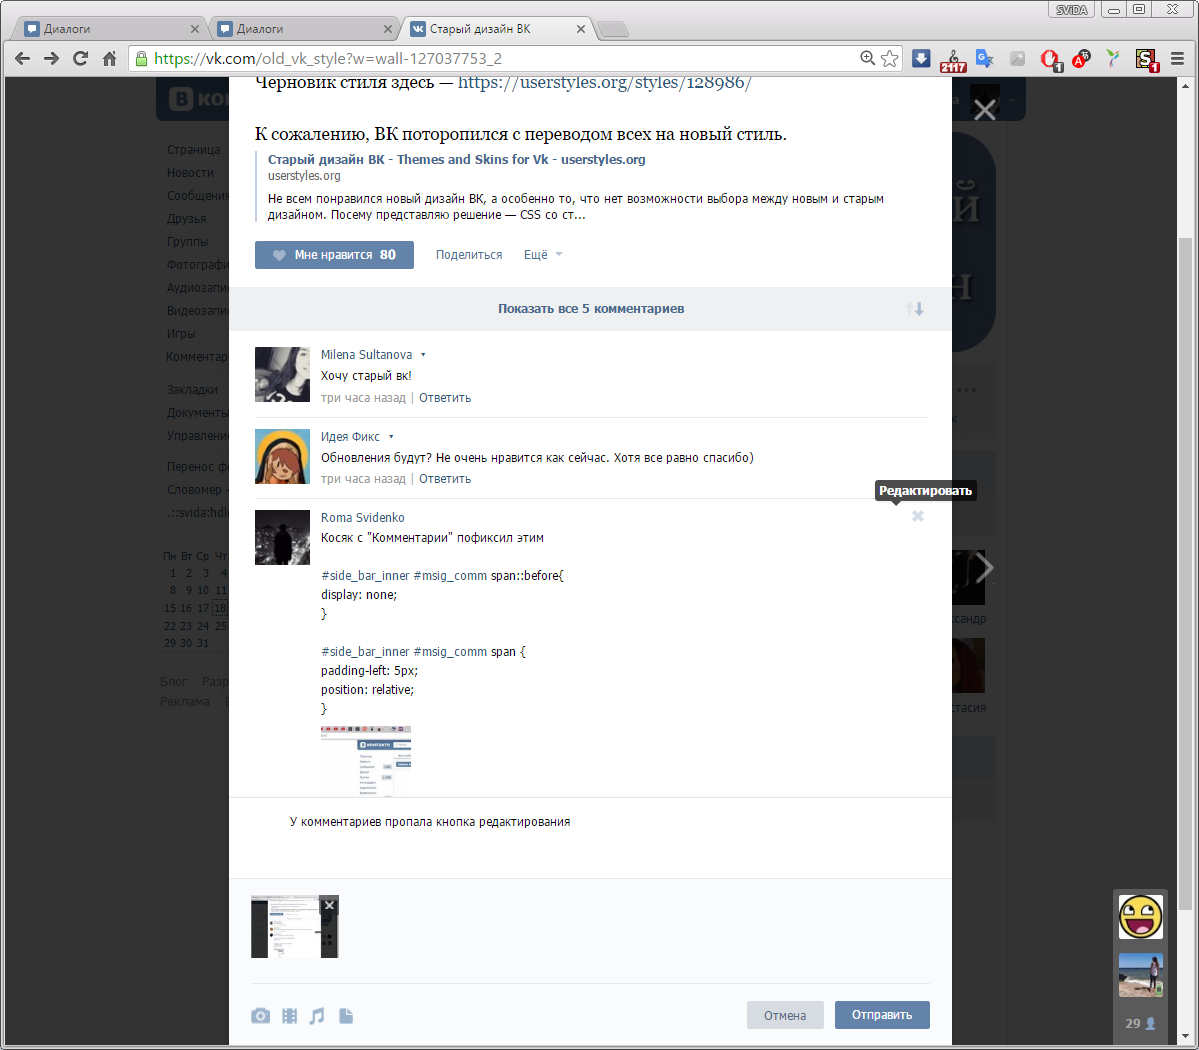 SViDA
Диалоги
Диалоги
Старый дизайн ВК
https://vk.com/old_vk_style?w=wall-127037753_2
2117
1
15
1
Черновик стиля здесь — https://userstyles.org/styles/128986/
К сожалению, ВК поторопился с переводом всех на новый стиль.
Старый дизайн ВК - Themes and Skins for Vk - userstyles.org
userstyles.org
Не всем понравился новый дизайн ВК, а особенно то, что нет возможности выбора между новым и старым
дизайном. Посему представляю решение — CSS со ст...
Мне нравится 80
Поделиться
Ещё
Показать все 5 комментариев
Milena Sultanova
Хочу старый вк!
три часа назад | Ответить
Идея Фикс
Обновления будут? Не очень нравится как сейчас. Хотя все равно спасибо)
три часа назад | Ответить
Редактировать
Roma Svidenko
Косяк с "Комментарии" пофиксил этим
#side_bar_inner #msig_comm span::before{
display: none;
}
#side_bar_inner #msig_comm span {
padding-left: 5px;
position: relative;
}
У комментариев пропала кнопка редактирования
Отмена
Отправить
Страница
Новости
Сообщения
Друзья
Группы
Фотографи
Аудиозапи
Видеозапи
Игры
Комментар
Закладки
Документы
Управлени
Перенос ф
Словомер -
.::svida:hdl
Пн Вт Ср Чт
1 2 3 4
8 9 10 11
15 16 17 18
22 23 24 25
29 30 31
Блог Разр
Реклама
ксандр
стасия
29